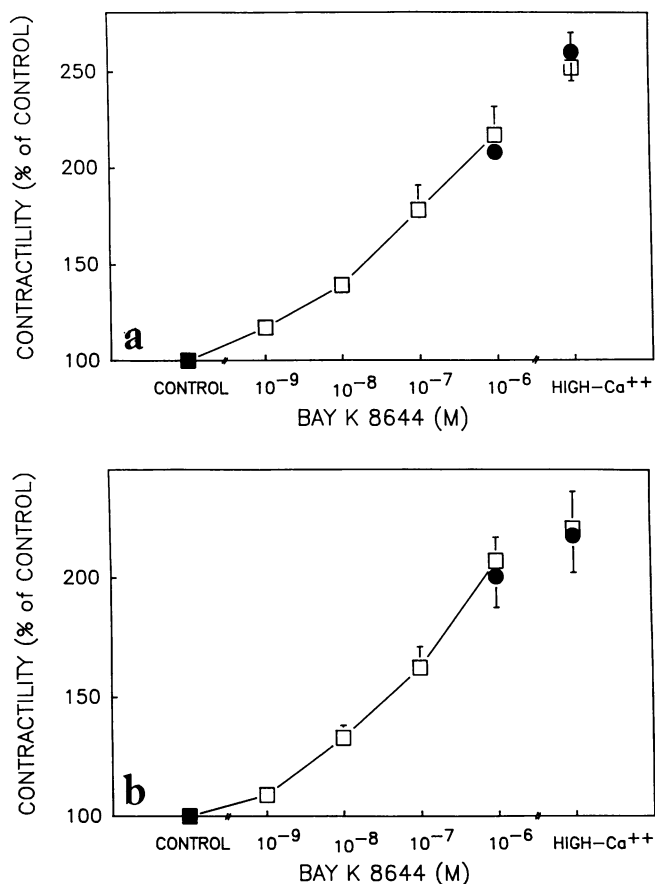 CONTRACTILITY (% of CONTROL)
250
200
150
100
a
CONTROL 10⁻⁹ 10⁻⁸ 10⁻⁷ 10⁻⁶ HIGH-Ca⁺⁺
BAY K 8644 (M)
CONTRACTILITY (% of CONTROL)
200
150
100
b
CONTROL 10⁻⁹ 10⁻⁸ 10⁻⁷ 10⁻⁶ HIGH-Ca⁺⁺
BAY K 8644 (M)